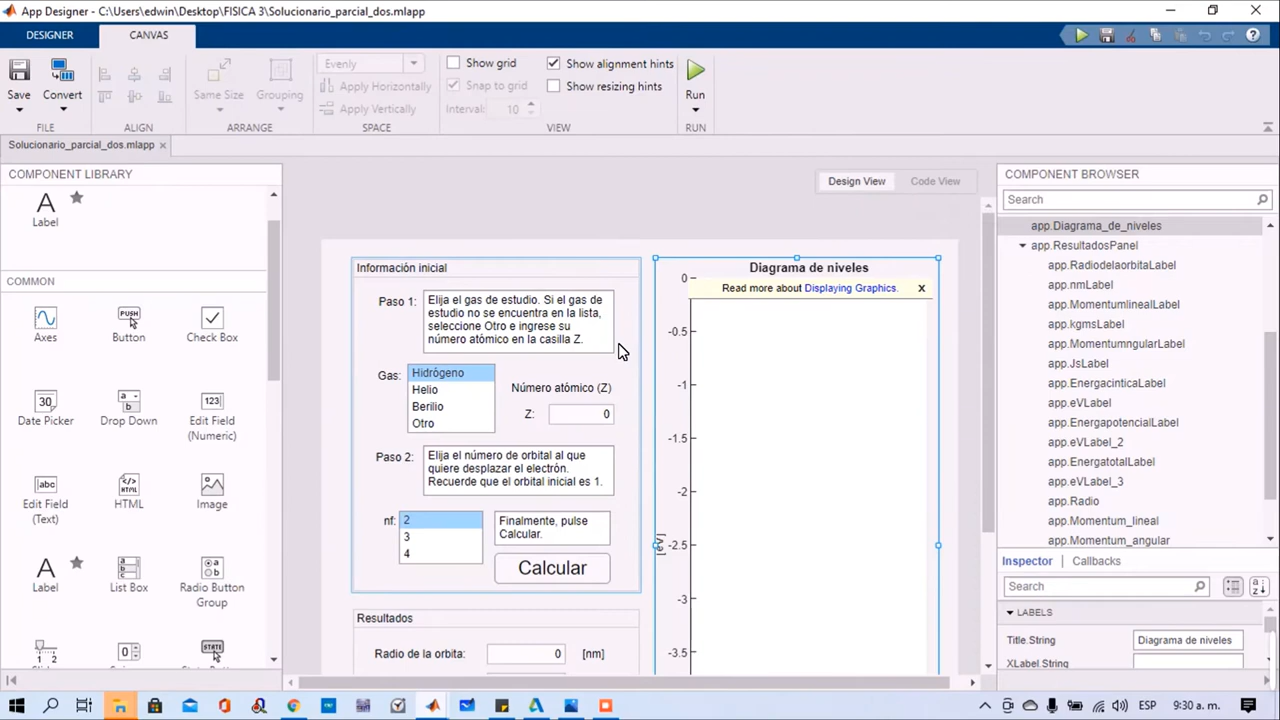 App Designer - C:\Users\edwin\Desktop\FISICA 3\Solucionario_parcial_dos.mlapp
DESIGNER
CANVAS
Save
Convert
FILE
ALIGN
Same Size
Grouping
ARRANGE
Evenly
Apply Horizontally
Apply Vertically
SPACE
Show grid
Snap to grid
Interval: 10
Show alignment hints
Show resizing hints
VIEW
Run
RUN
Solucionario_parcial_dos.mlapp
COMPONENT LIBRARY
A
Label
COMMON
Axes
PUSH
Button
Check Box
30
Date Picker
a
b
Drop Down
123
Edit Field
(Numeric)
abc
Edit Field
(Text)
</>
HTML
Image
A
Label
List Box
a
b
Radio Button
Group
1 2
0
STATE
Design View
Code View
Información inicial
Paso 1:
Elija el gas de estudio. Si el gas de
estudio no se encuentra en la lista,
seleccione Otro e ingrese su
número atómico en la casilla Z.
Gas:
Hidrógeno
Helio
Berilio
Otro
Número atómico (Z)
Z: 0
Paso 2:
Elija el número de orbital al que
quiere desplazar el electrón.
Recuerde que el orbital inicial es 1.
nf:
2
3
4
Finalmente, pulse
Calcular.
Calcular
Resultados
Radio de la orbita: 0 [nm]
Diagrama de niveles
Read more about Displaying Graphics. x
0
-0.5
-1
-1.5
-2
-2.5
-3
-3.5
[eV]
COMPONENT BROWSER
Search
app.Diagrama_de_niveles
app.ResultadosPanel
app.RadiodelaorbitaLabel
app.nmLabel
app.MomentumlinealLabel
app.kgmsLabel
app.MomentumngularLabel
app.JsLabel
app.EnergacinticaLabel
app.eVLabel
app.EnergapotencialLabel
app.eVLabel_2
app.EnergatotalLabel
app.eVLabel_3
app.Radio
app.Momentum_lineal
app.Momentum_angular
Inspector
Callbacks
Search
LABELS
Title.String
Diagrama de niveles
XLabel.String
ESP
9:30 a. m.